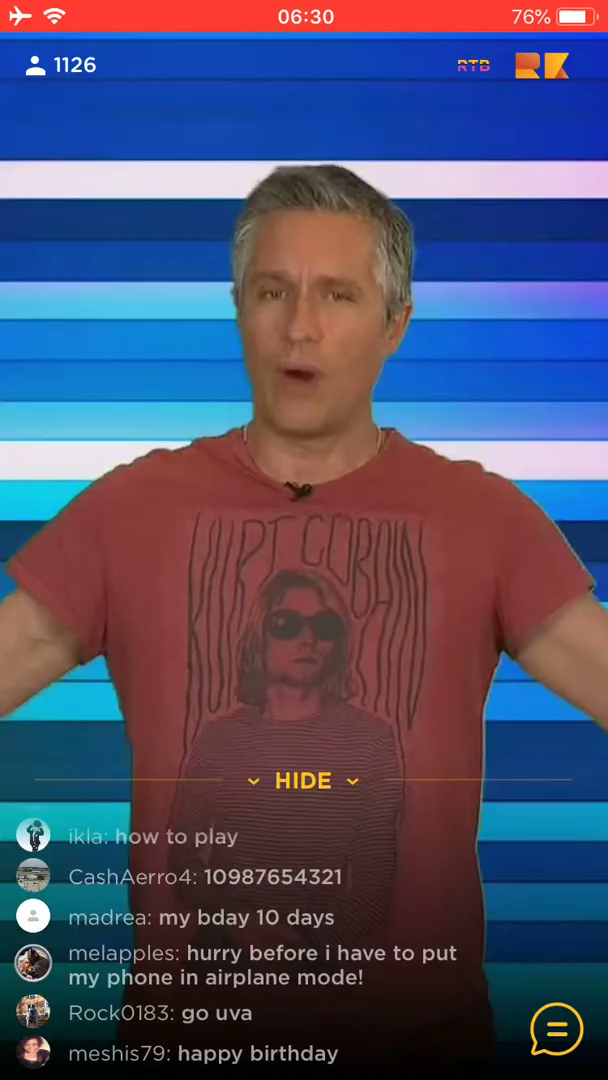 06:30
76%
1126
RTB
RK
KURT COBAIN
HIDE
ikla: how to play
CashAerro4: 10987654321
madrea: my bday 10 days
melapples: hurry before i have to put
my phone in airplane mode!
Rock0183: go uva
meshis79: happy birthday